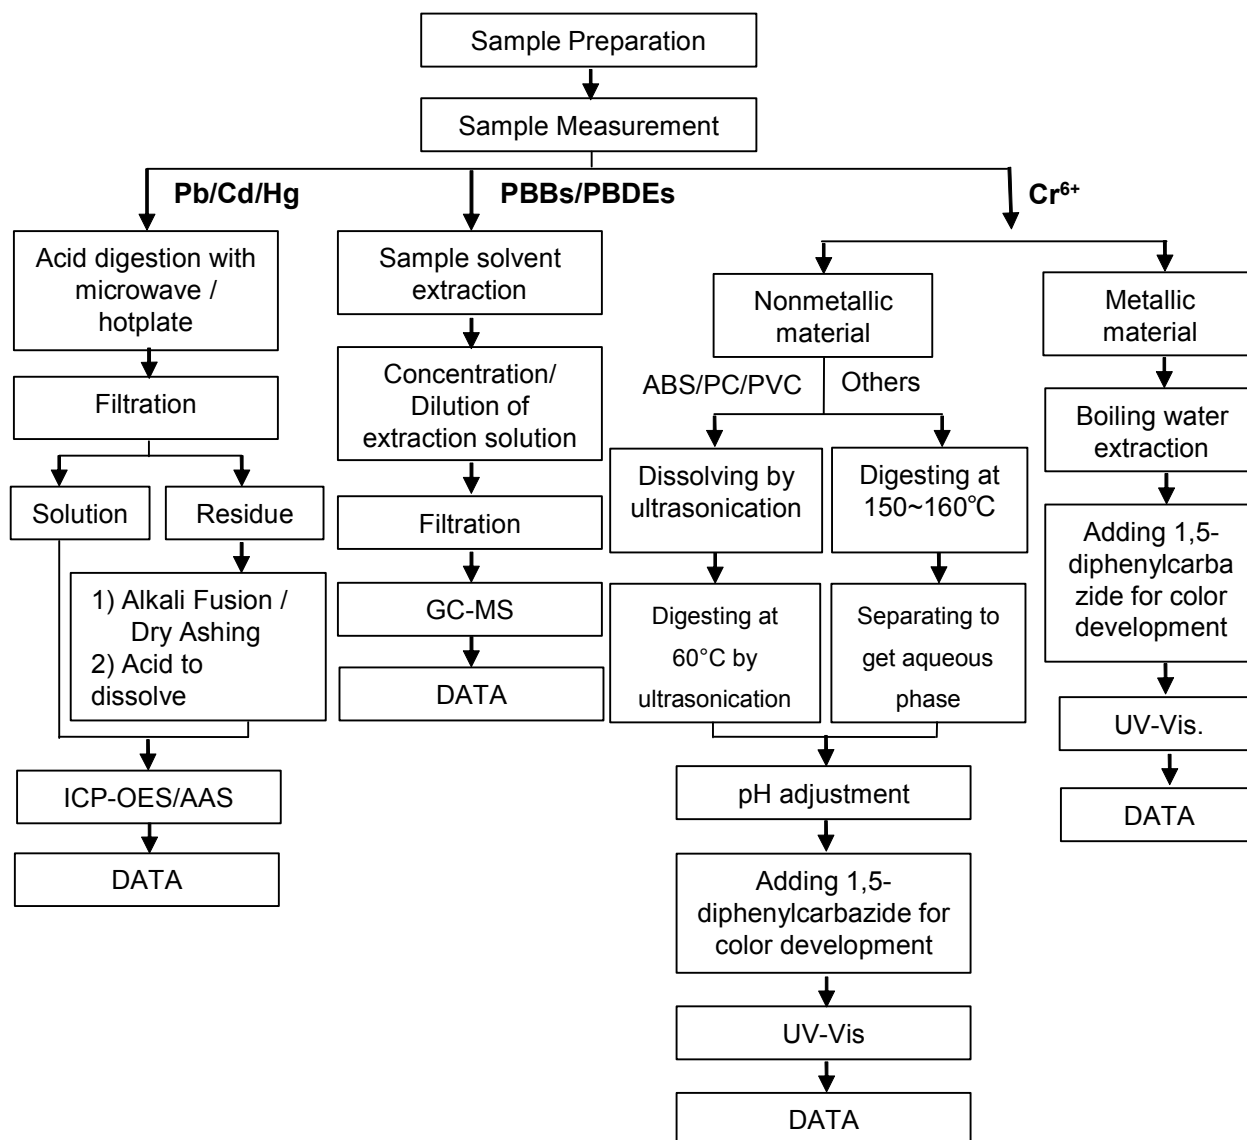 Sample Preparation
Sample Measurement
Pb/Cd/Hg
PBBs/PBDEs
Cr⁶⁺
Acid digestion with
microwave /
hotplate
Filtration
Solution
Residue
1) Alkali Fusion /
Dry Ashing
2) Acid to
dissolve
ICP-OES/AAS
DATA
Sample solvent
extraction
Concentration/
Dilution of
extraction solution
Filtration
GC-MS
DATA
Nonmetallic
material
ABS/PC/PVC
Others
Dissolving by
ultrasonication
Digesting at
60°C by
ultrasonication
Digesting at
150~160℃
Separating to
get aqueous
phase
pH adjustment
Adding 1,5-
diphenylcarbazide for
color development
UV-Vis
DATA
Metallic
material
Boiling water
extraction
Adding 1,5-
diphenylcarba
zide for color
development
UV-Vis.
DATA